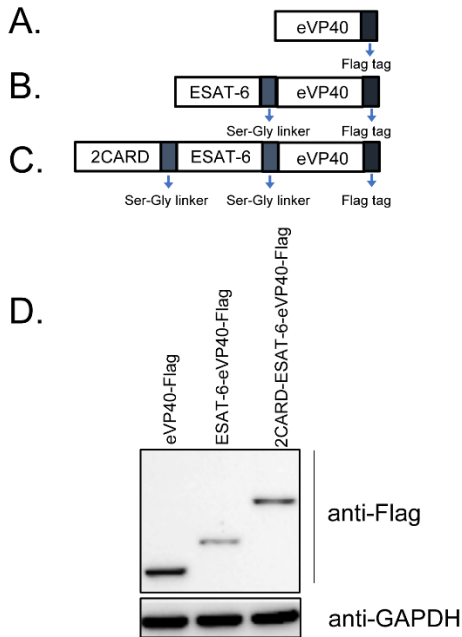 A.
eVP40
Flag tag
B.
ESAT-6 eVP40
Ser-Gly linker Flag tag
C.
2CARD ESAT-6 eVP40
Ser-Gly linker Ser-Gly linker Flag tag
D.
eVP40-Flag
ESAT-6-eVP40-Flag
2CARD-ESAT-6-eVP40-Flag
anti-Flag
anti-GAPDH